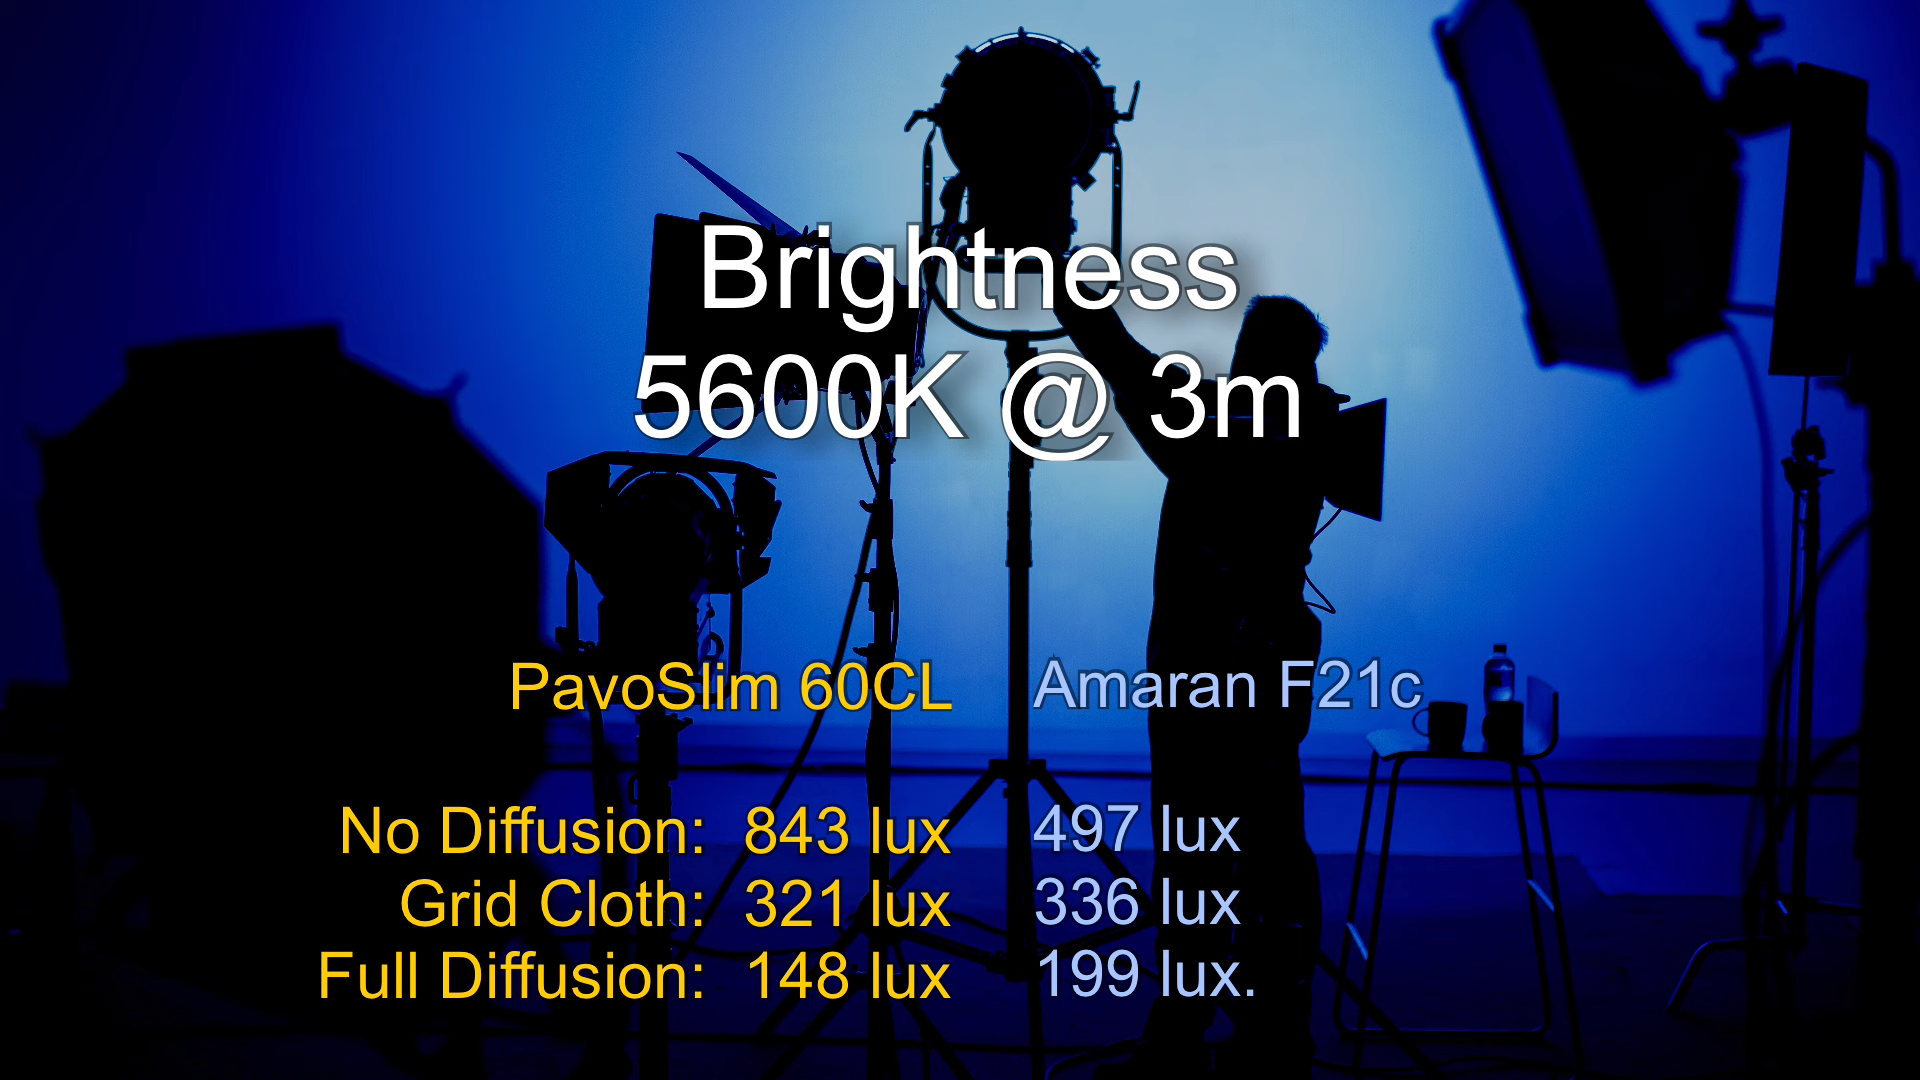 Brightness
5600K @ 3m
PavoSlim 60CL Amaran F21c
No Diffusion: 843 lux 497 lux
Grid Cloth: 321 lux 336 lux
Full Diffusion: 148 lux 199 lux.